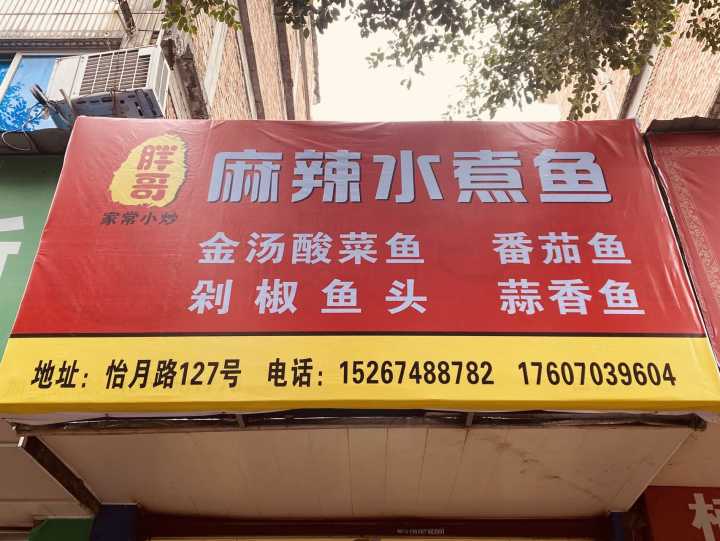 胖哥
家常小炒
麻辣水煮鱼
金汤酸菜鱼 番茄鱼
剁椒鱼头 蒜香鱼
地址：怡月路127号 电话：15267488782 17607039604